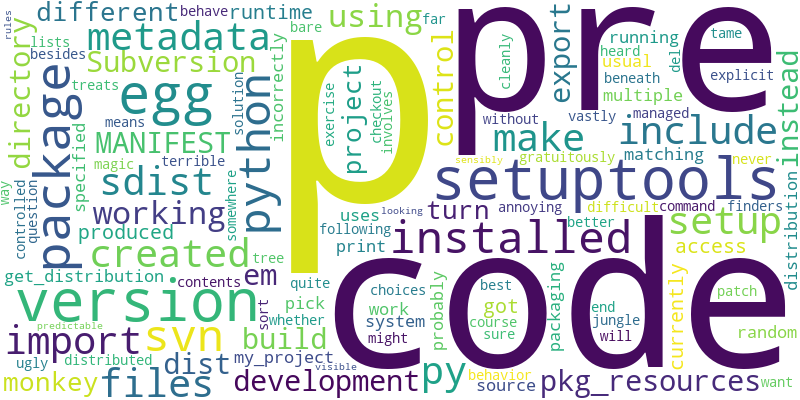 p
pre
code
setuptools
version
egg
package
python
svn
import
installed
sdist
files
metadata
include
created
setup
make
build
development
pkg_resources
py
dist
em
working
turn
using
Subversion
MANIFEST
project
control
export
instead
directory
different
monkey
currently
access
runtime
behave
bare
far
lists
besides
treats
means
magic
terrible
solution
incorrectly
specified
way
controlled
question
produced
somewhere
get_distribution
tree
contents
sort
quite
whether
ugly
distributed
predictable
my_project
visible
print
uses
following
pick
choices
work
system
might
probably
got
course
best
sure
end
jungle
will
behavior
source
packaging
difficult
command
finders
better
annoying
without
gratuitously
matching
never
vastly
managed
multiple
usual
beneath
explicit
running
heard
cleanly
tame
delog
rules
exercise
checkout
involves
sensibly
looking
patch
random
want
distribution